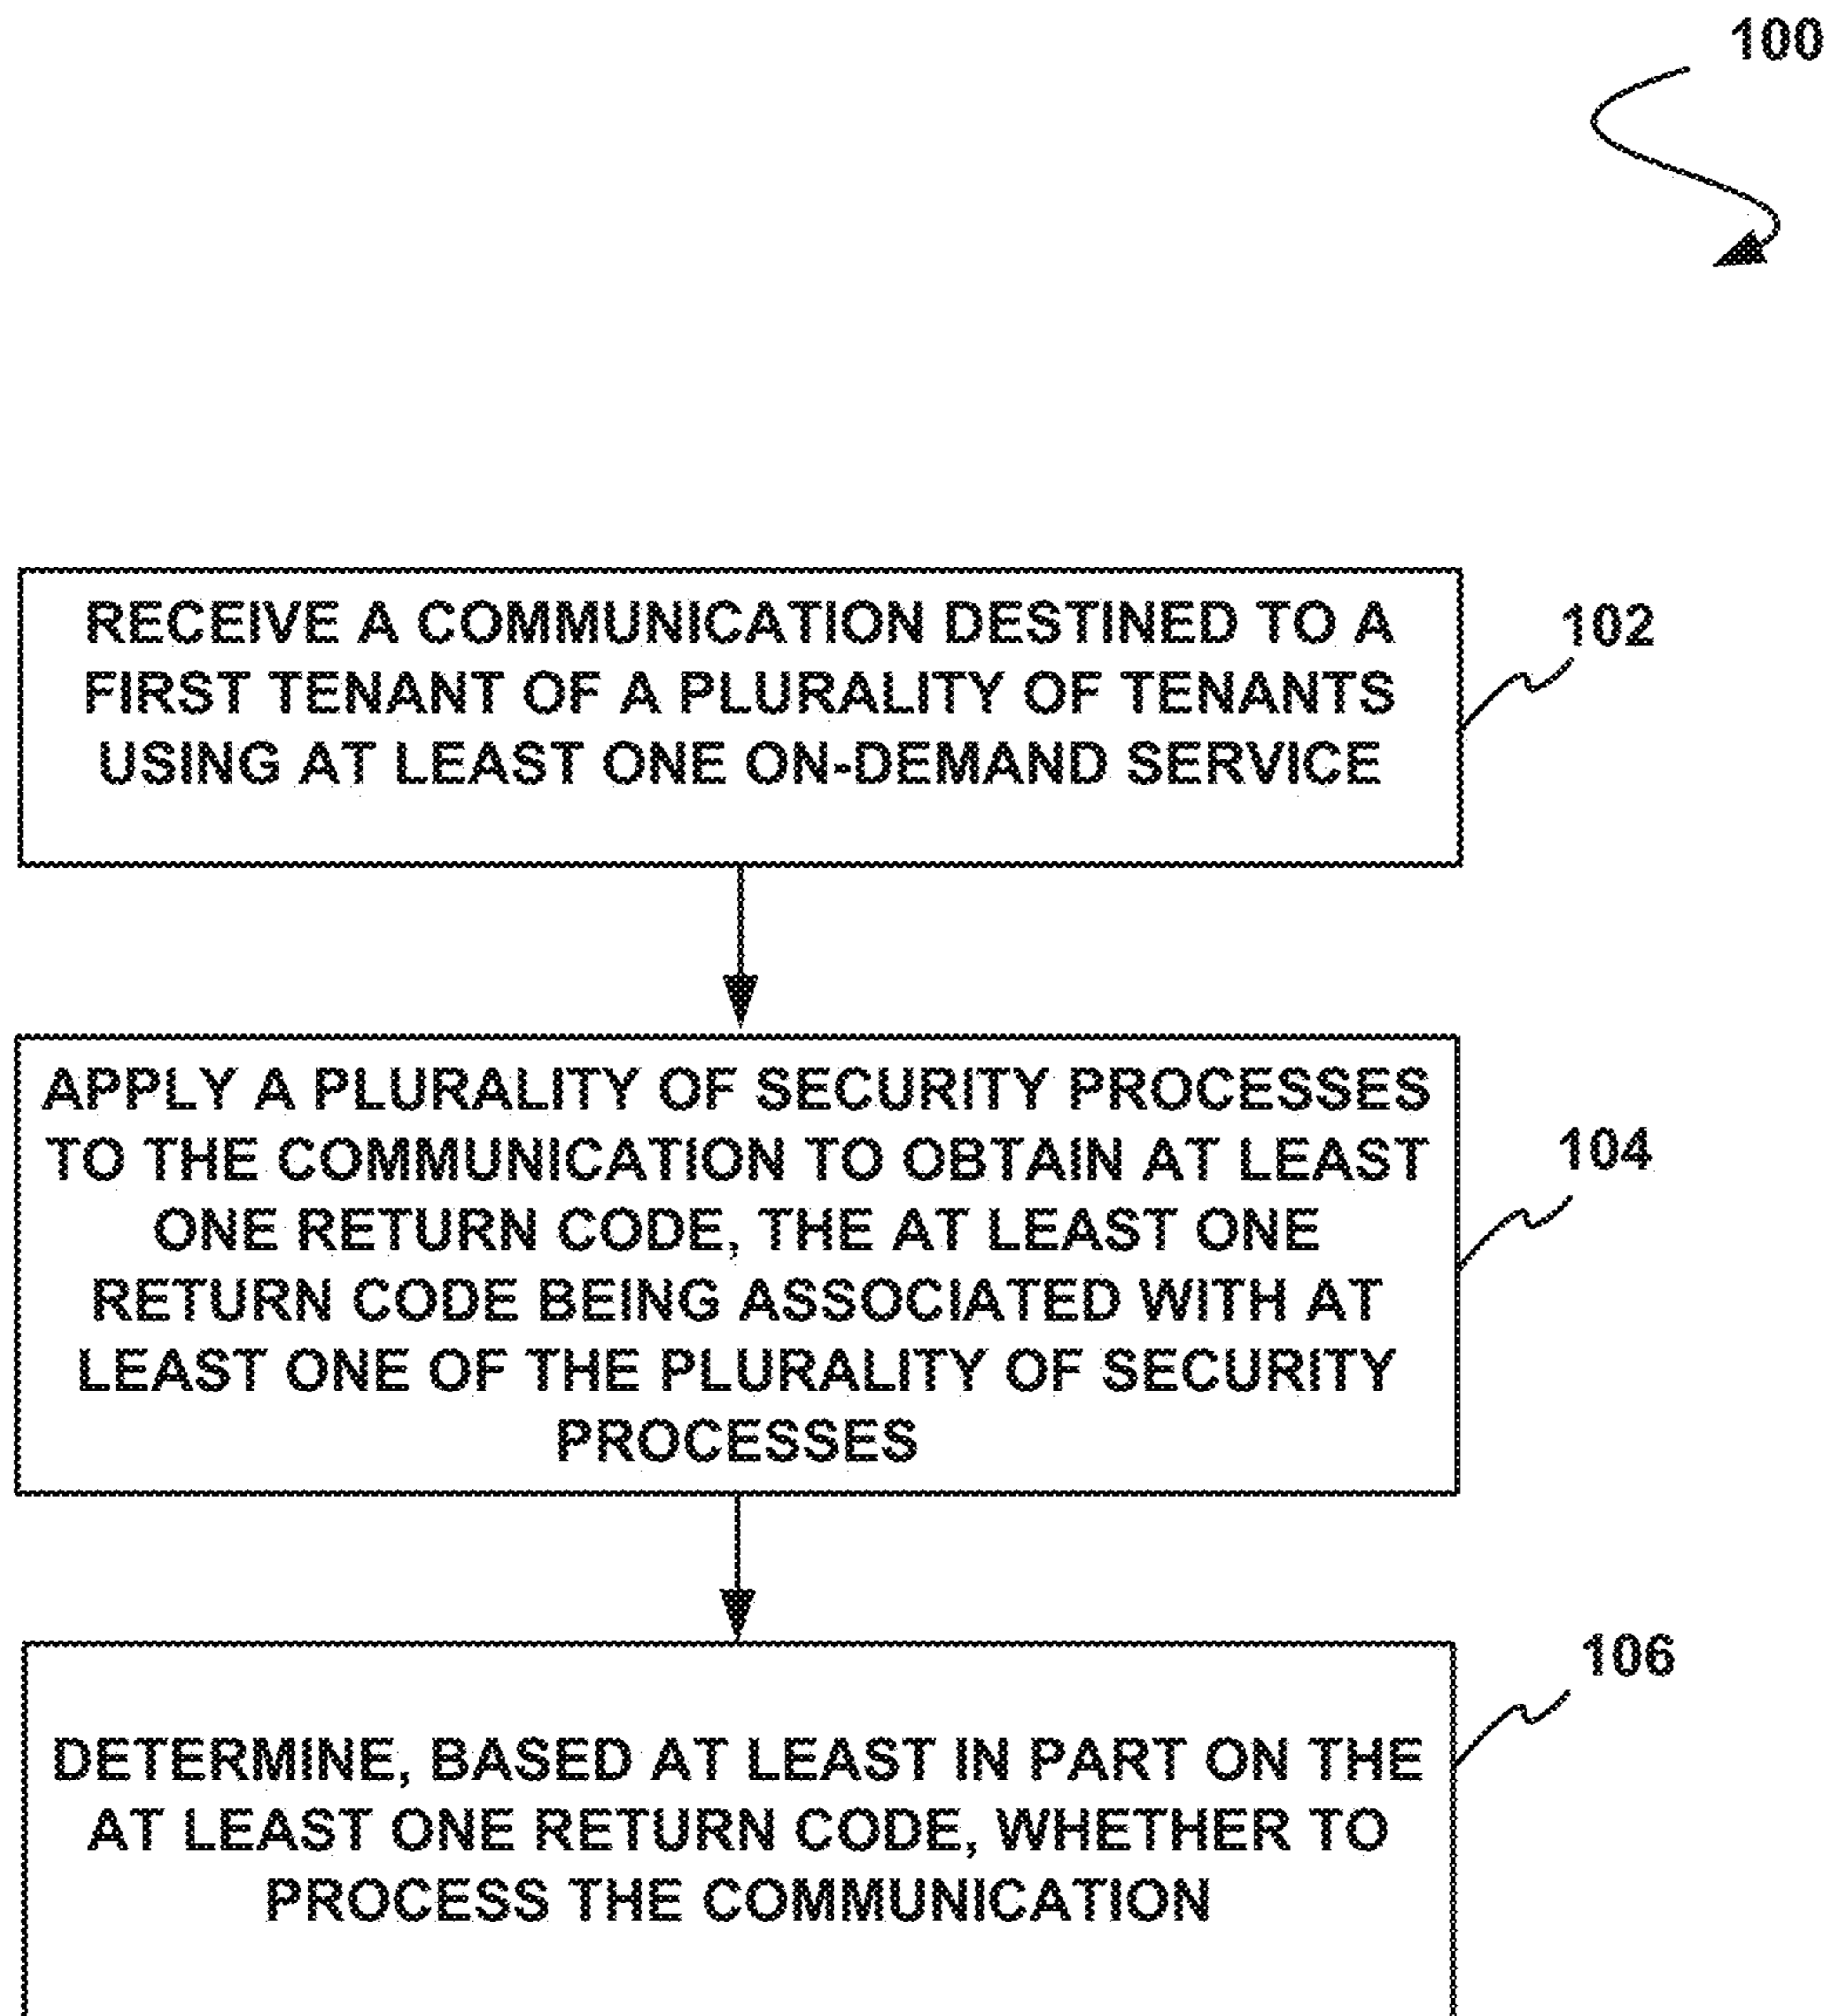 100
RECEIVE A COMMUNICATION DESTINED TO A
FIRST TENANT OF A PLURALITY OF TENANTS
USING AT LEAST ONE ON-DEMAND SERVICE
102
APPLY A PLURALITY OF SECURITY PROCESSES
TO THE COMMUNICATION TO OBTAIN AT LEAST
ONE RETURN CODE, THE AT LEAST ONE
RETURN CODE BEING ASSOCIATED WITH AT
LEAST ONE OF THE PLURALITY OF SECURITY
PROCESSES
104
DETERMINE, BASED AT LEAST IN PART ON THE
AT LEAST ONE RETURN CODE, WHETHER TO
PROCESS THE COMMUNICATION
106